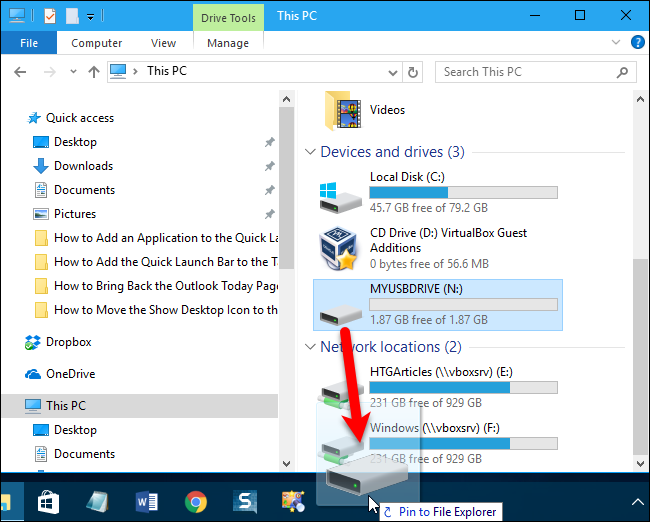 Drive Tools
This PC
File
Computer
View
Manage
This PC
Search This PC
Quick access
Desktop
Downloads
Documents
Pictures
How to Add an Application to the Quick La
How to Add the Quick Launch Bar to the T
How to Bring Back the Outlook Today Page
How to Move the Show Desktop Icon to th
Dropbox
OneDrive
This PC
Desktop
Documents
Videos
Devices and drives (3)
Local Disk (C:)
45.7 GB free of 79.2 GB
CD Drive (D:) VirtualBox Guest
Additions
0 bytes free of 56.6 MB
MYUSBDRIVE (N:)
1.87 GB free of 1.87 GB
Network locations (2)
HTGArticles (\\vboxsrv) (E:)
231 GB free of 929 GB
Windows (\\vboxsrv) (F:)
231 GB free of 929 GB
Pin to File Explorer